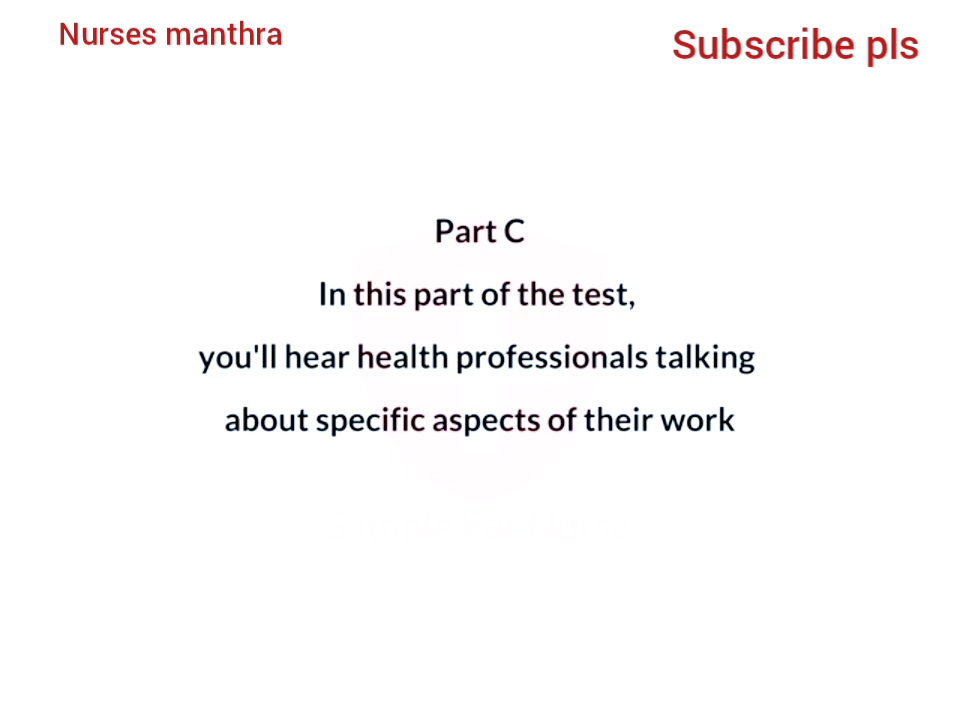 Nurses manthra
Subscribe pls
Part C
In this part of the test,
you'll hear health professionals talking
about specific aspects of their work